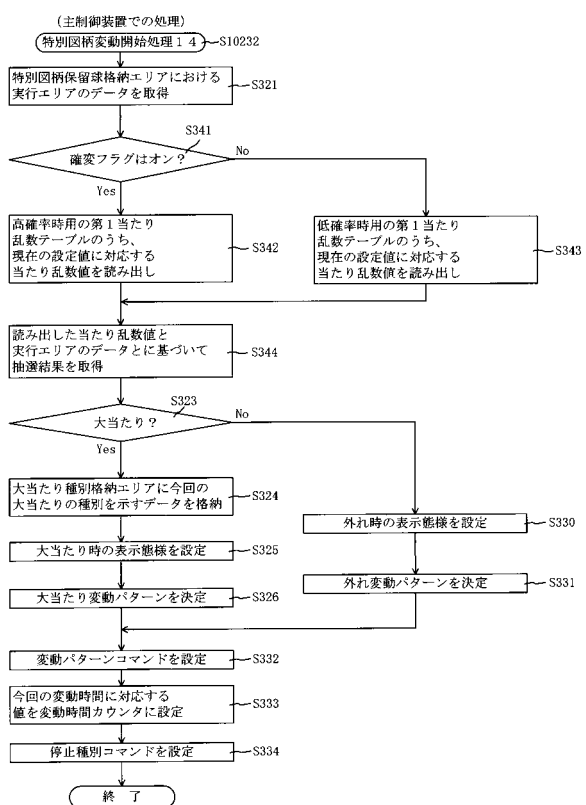 (主制御装置での処理)
特別図柄変動開始処理14
S10232
特別図柄保留球格納エリアにおける
実行エリアのデータを取得
S321
S341
確変フラグはオン?
No
Yes
高確率時用の第1当たり
乱数テーブルのうち、
現在の設定値に対応する
当たり乱数値を読み出し
S342
低確率時用の第1当たり
乱数テーブルのうち、
現在の設定値に対応する
当たり乱数値を読み出し
S343
読み出した当たり乱数値と
実行エリアのデータとに基づいて
抽選結果を取得
S344
S323
大当たり?
No
Yes
大当たり種別格納エリアに今回の
大当たりの種別を示すデータを格納
S324
外れ時の表示態様を設定
S330
大当たり時の表示態様を設定
S325
外れ変動パターンを決定
S331
大当たり変動パターンを決定
S326
変動パターンコマンドを設定
S332
今回の変動時間に対応する
値を変動時間カウンタに設定
S333
停止種別コマンドを設定
S334
終 了